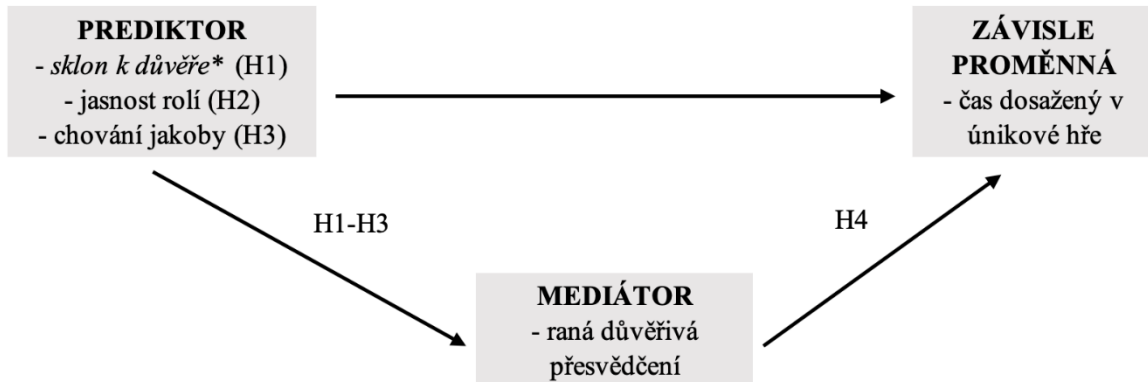 PREDIKTOR
- sklon k důvěře* (H1)
- jasnost rolí (H2)
- chování jakoby (H3)
ZÁVISLE
PROMĚNNÁ
- čas dosažený v
únikové hře
H1-H3
H4
MEDIÁTOR
- raná důvěřivá
přesvědčení